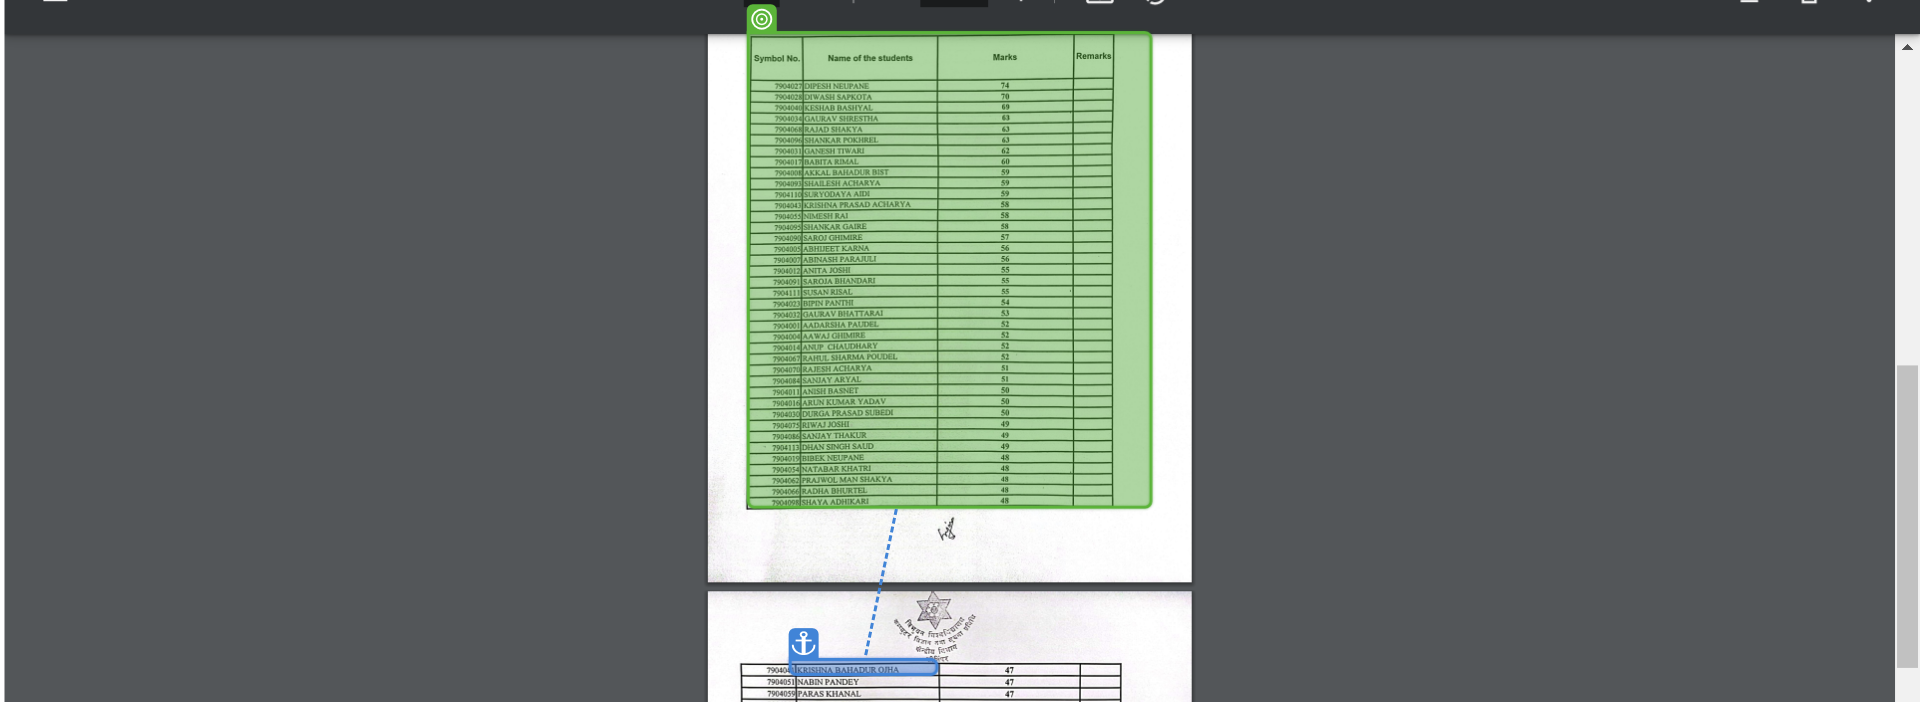 Symbol No. Name of the students Marks Remarks
7904027 DIPESH NEUPANE 74
7904028 DIWASH SAPKOTA 70
7904040 KESHAB BASHYAL 69
7904034 GAURAV SHRESTHA 63
7904068 RAJAD SHAKYA 63
7904096 SHANKAR POKHREL 63
7904031 GANESH TIWARI 62
7904017 BABITA RIMAL 60
7904008 AKKAL BAHADUR BIST 59
7904093 SHAILESH ACHARYA 59
7904110 SURYODAYA AIDI 59
7904043 KRISHNA PRASAD ACHARYA 58
7904055 NIMESH RAI 58
7904095 SHANKAR GAIRE 58
7904090 SAROJ GHIMIRE 57
7904005 ABHIJEET KARNA 56
7904007 ABINASH PARAJULI 56
7904012 ANITA JOSHI 55
7904091 SAROJA BHANDARI 55
7904111 SUSAN RISAL 55
7904023 BIPIN PANTHI 54
7904032 GAURAV BHATTARAI 53
7904001 AADARSHA PAUDEL 52
7904004 AAWAJ GHIMIRE 52
7904014 ANUP CHAUDHARY 52
7904067 RAHUL SHARMA POUDEL 52
7904070 RAJESH ACHARYA 51
7904084 SANJAY ARYAL 51
7904011 ANISH BASNET 50
7904016 ARUN KUMAR YADAV 50
7904030 DURGA PRASAD SUBEDI 50
7904075 RIWAJ JOSHI 49
7904086 SANJAY THAKUR 49
7904113 DHAN SINGH SAUD 49
7904019 BIBEK NEUPANE 48
7904054 NATABAR KHATRI 48
7904062 PRAJWOL MAN SHAKYA 48
7904066 RADHA BHURTEL 48
7904098 SHAYA ADHIKARI 48
KRISHNA BAHADUR OJHA 47
7904051 NABIN PANDEY 47
7904059 PARAS KHANAL 47